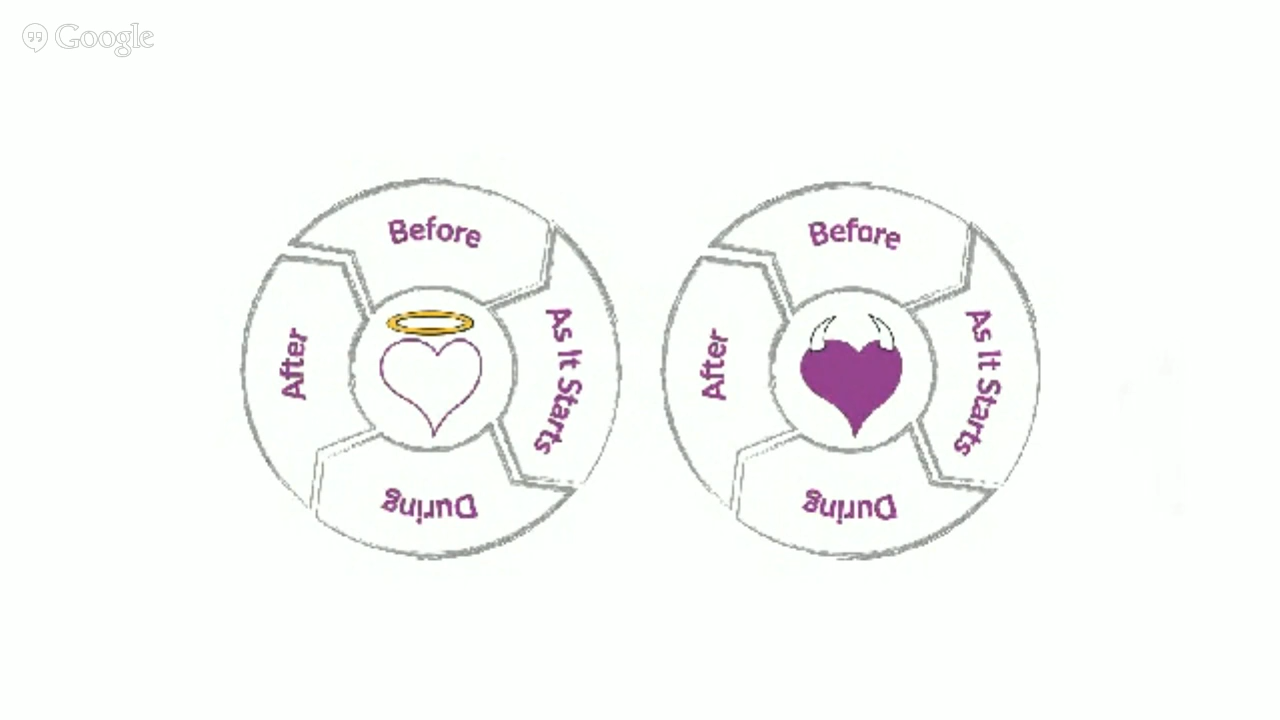 Google
Before
As It Starts
During
After
Before
As It Starts
During
After